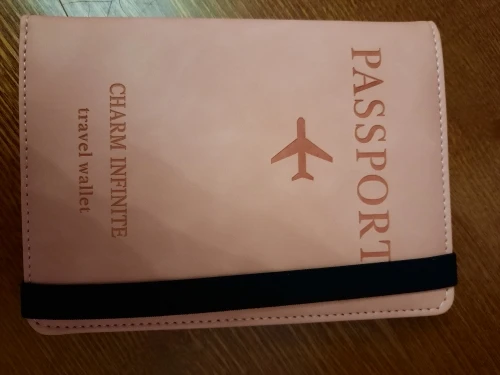 PASSPORT
CHARM INFINITE
travel wallet